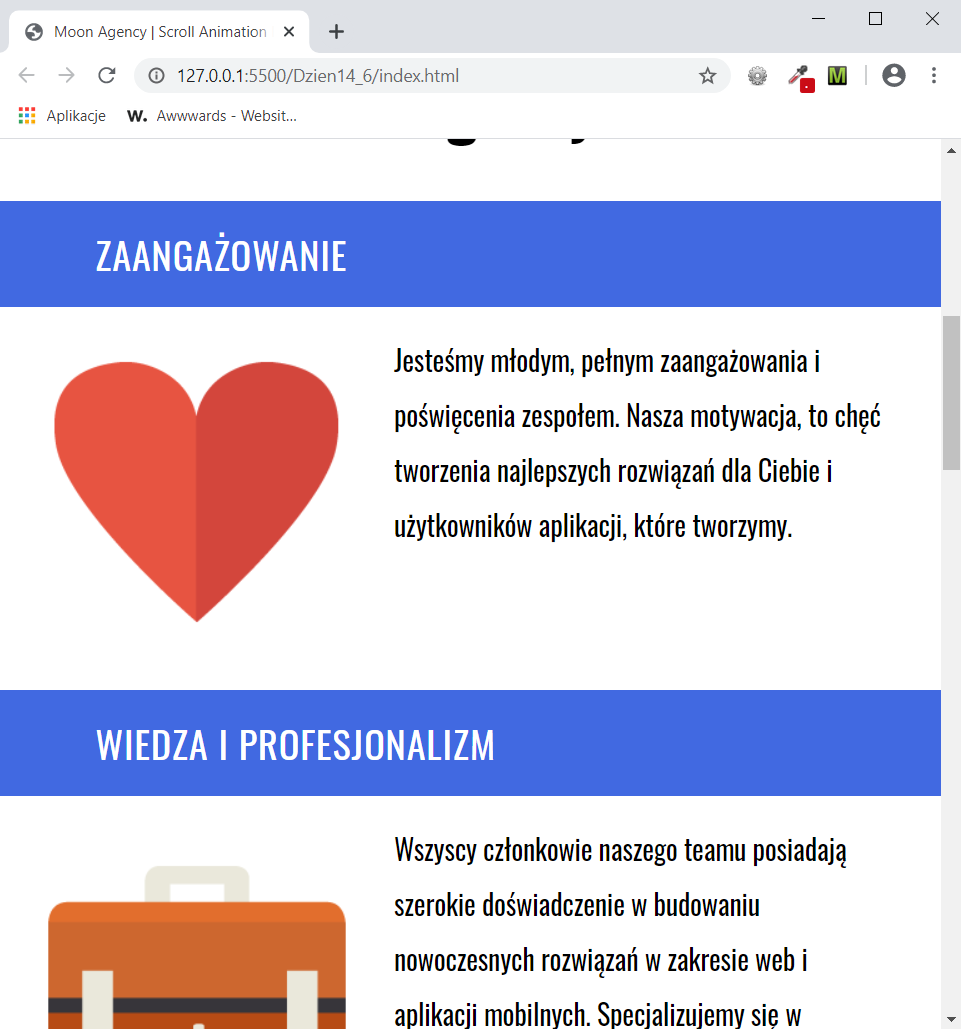 Moon Agency | Scroll Animation
127.0.0.1:5500/Dzien14_6/index.html
M
Aplikacje
W. Awwwards - Websit...
ZAANGAŻOWANIE
Jesteśmy młodym, pełnym zaangażowania i
poświęcenia zespołem. Nasza motywacja, to chęć
tworzenia najlepszych rozwiązań dla Ciebie i
użytkowników aplikacji, które tworzymy.
WIEDZA I PROFESJONALIZM
Wszyscy członkowie naszego teamu posiadają
szerokie doświadczenie w budowaniu
nowoczesnych rozwiązań w zakresie web i
aplikacji mobilnych. Specjalizujemy się w